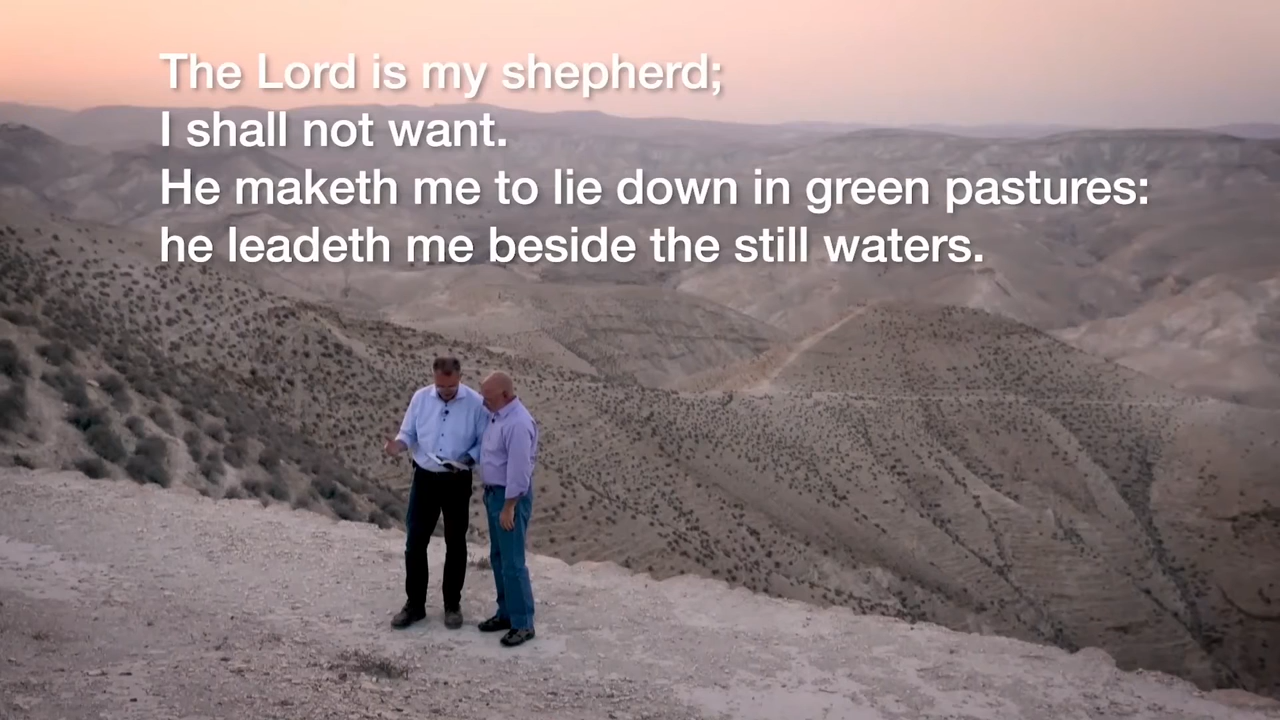 The Lord is my shepherd;
I shall not want.
He maketh me to lie down in green pastures:
he leadeth me beside the still waters.